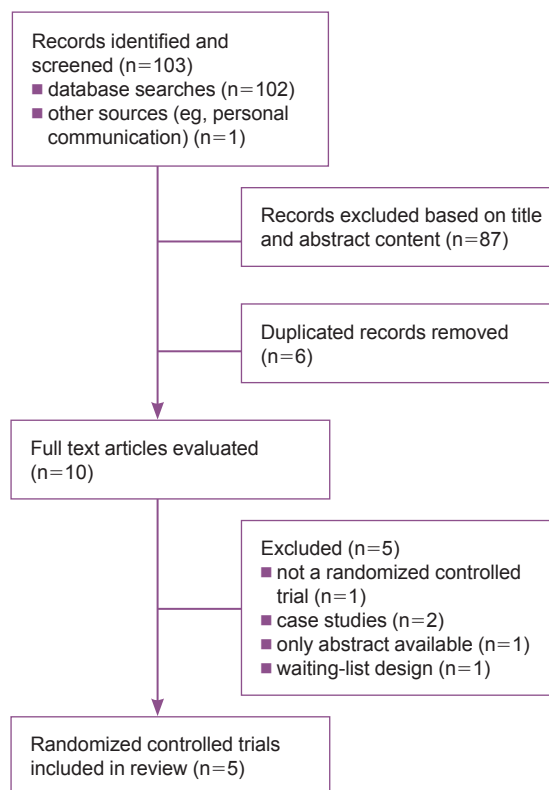 Records identified and
screened (n=103)
■ database searches (n=102)
■ other sources (eg, personal
communication) (n=1)
Records excluded based on title
and abstract content (n=87)
Duplicated records removed
(n=6)
Full text articles evaluated
(n=10)
Excluded (n=5)
■ not a randomized controlled
trial (n=1)
■ case studies (n=2)
■ only abstract available (n=1)
■ waiting-list design (n=1)
Randomized controlled trials
included in review (n=5)